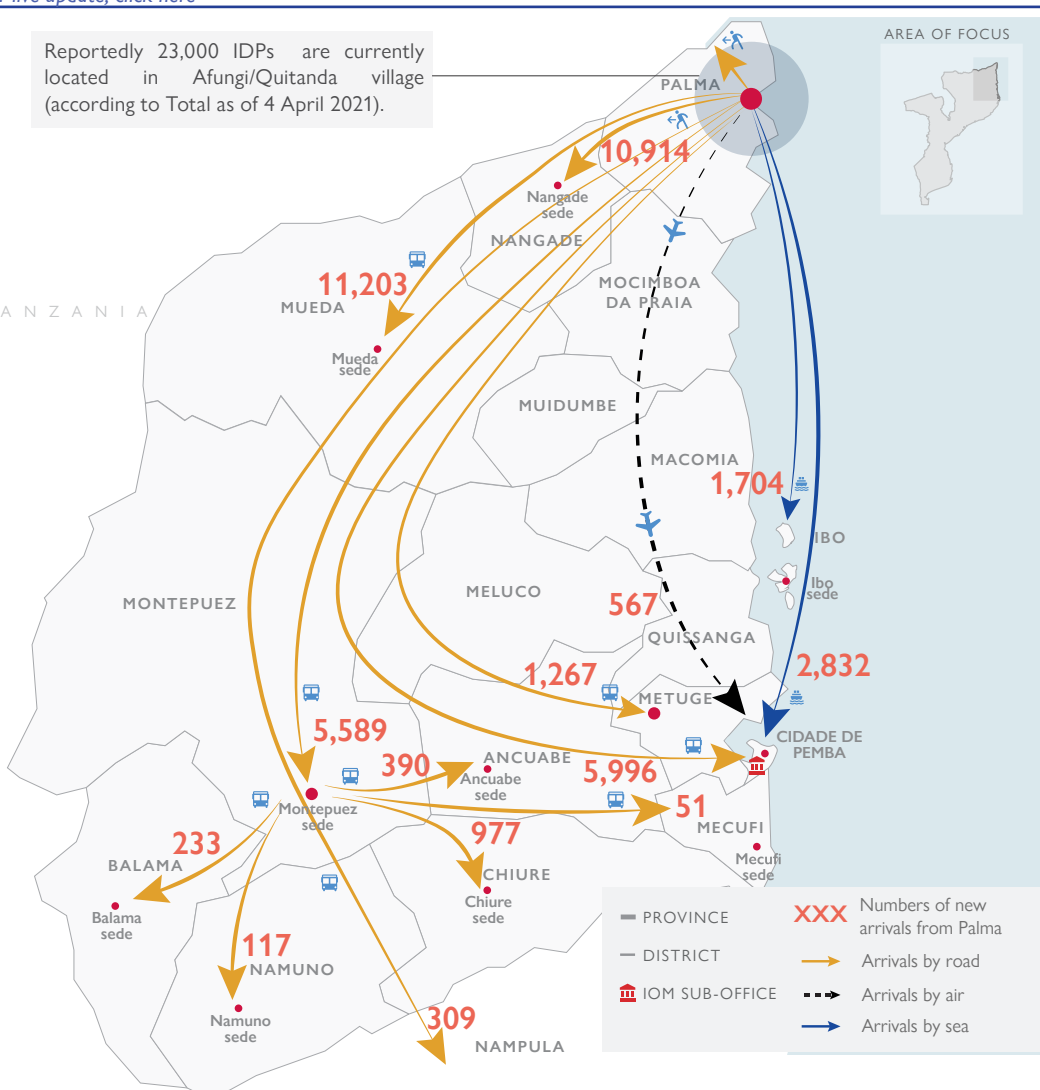 live update, click here
Reportedly 23,000 IDPs are currently
located in Afungi/Quitanda village
(according to Total as of 4 April 2021).
AREA OF FOCUS
PALMA
10,914
Nangade
sede
NANGADE
11,203
MUEDA
MOCIMBOA
DA PRAIA
ANZANIA
Mueda
sede
MUIDUMBE
MACOMIA
1,704
IBO
Ibo
sede
MONTEPUEZ
MELUCO
567
QUISSANGA
2,832
1,267
METUGE
5,589
CIDADE DE
PEMBA
390
ANCUABE
Ancuabe
sede
5,996
Montepuez
sede
51
MECUFI
Mecufi
sede
233
BALAMA
977
CHIURE
Chiure
sede
Balama
sede
117
NAMUNO
Namuno
sede
309
NAMPULA
PROVINCE
DISTRICT
IOM SUB-OFFICE
XXX
Numbers of new
arrivals from Palma
Arrivals by road
Arrivals by air
Arrivals by sea